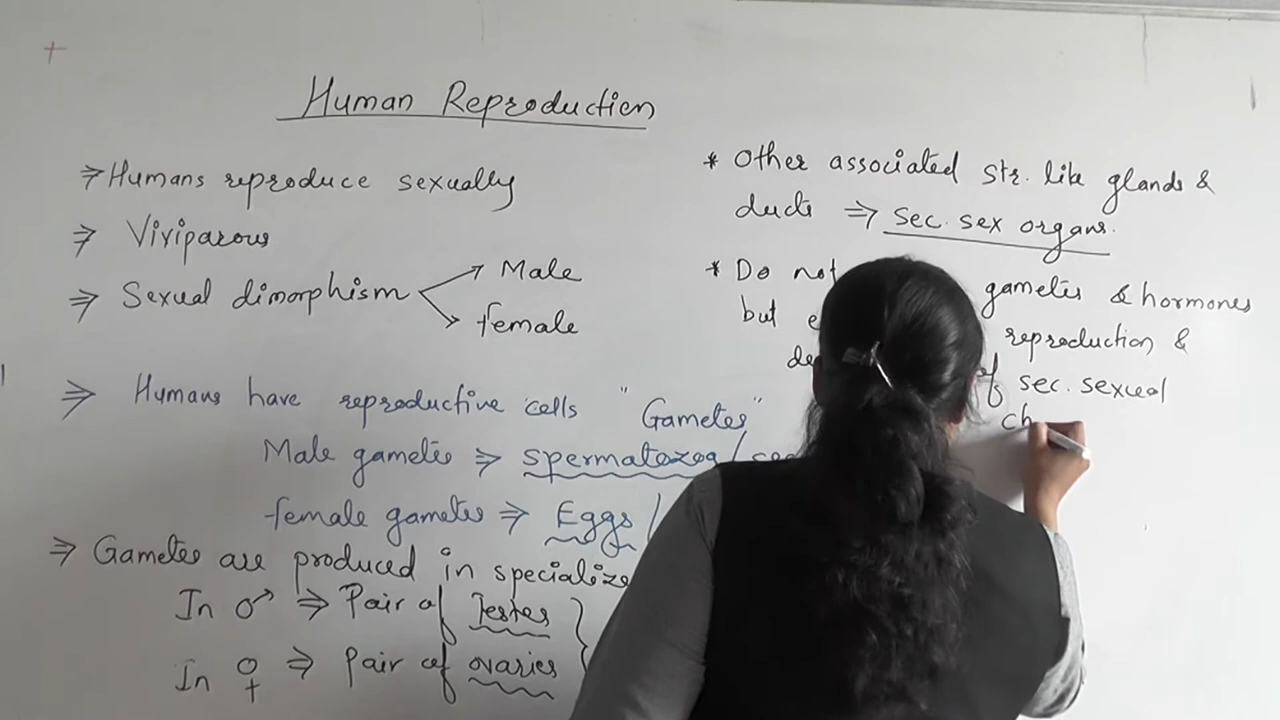 Human Reproduction
⇒ Humans reproduce sexually
⇒ Viviparous
⇒ Sexual dimorphism
Male
female
⇒ Humans have reproductive cells "Gametes"
Male gametes ⇒ spermatozoa /
female gametes ⇒ Eggs /
⇒ Gametes are produced in
In ♂ ⇒ Pair of Testes
In ♀ ⇒ Pair of ovaries
* Other associated str. like glands &
ducts ⇒ sec. sex organs.
* Do not gametes & hormones
but reproduction &
of sec. sexual